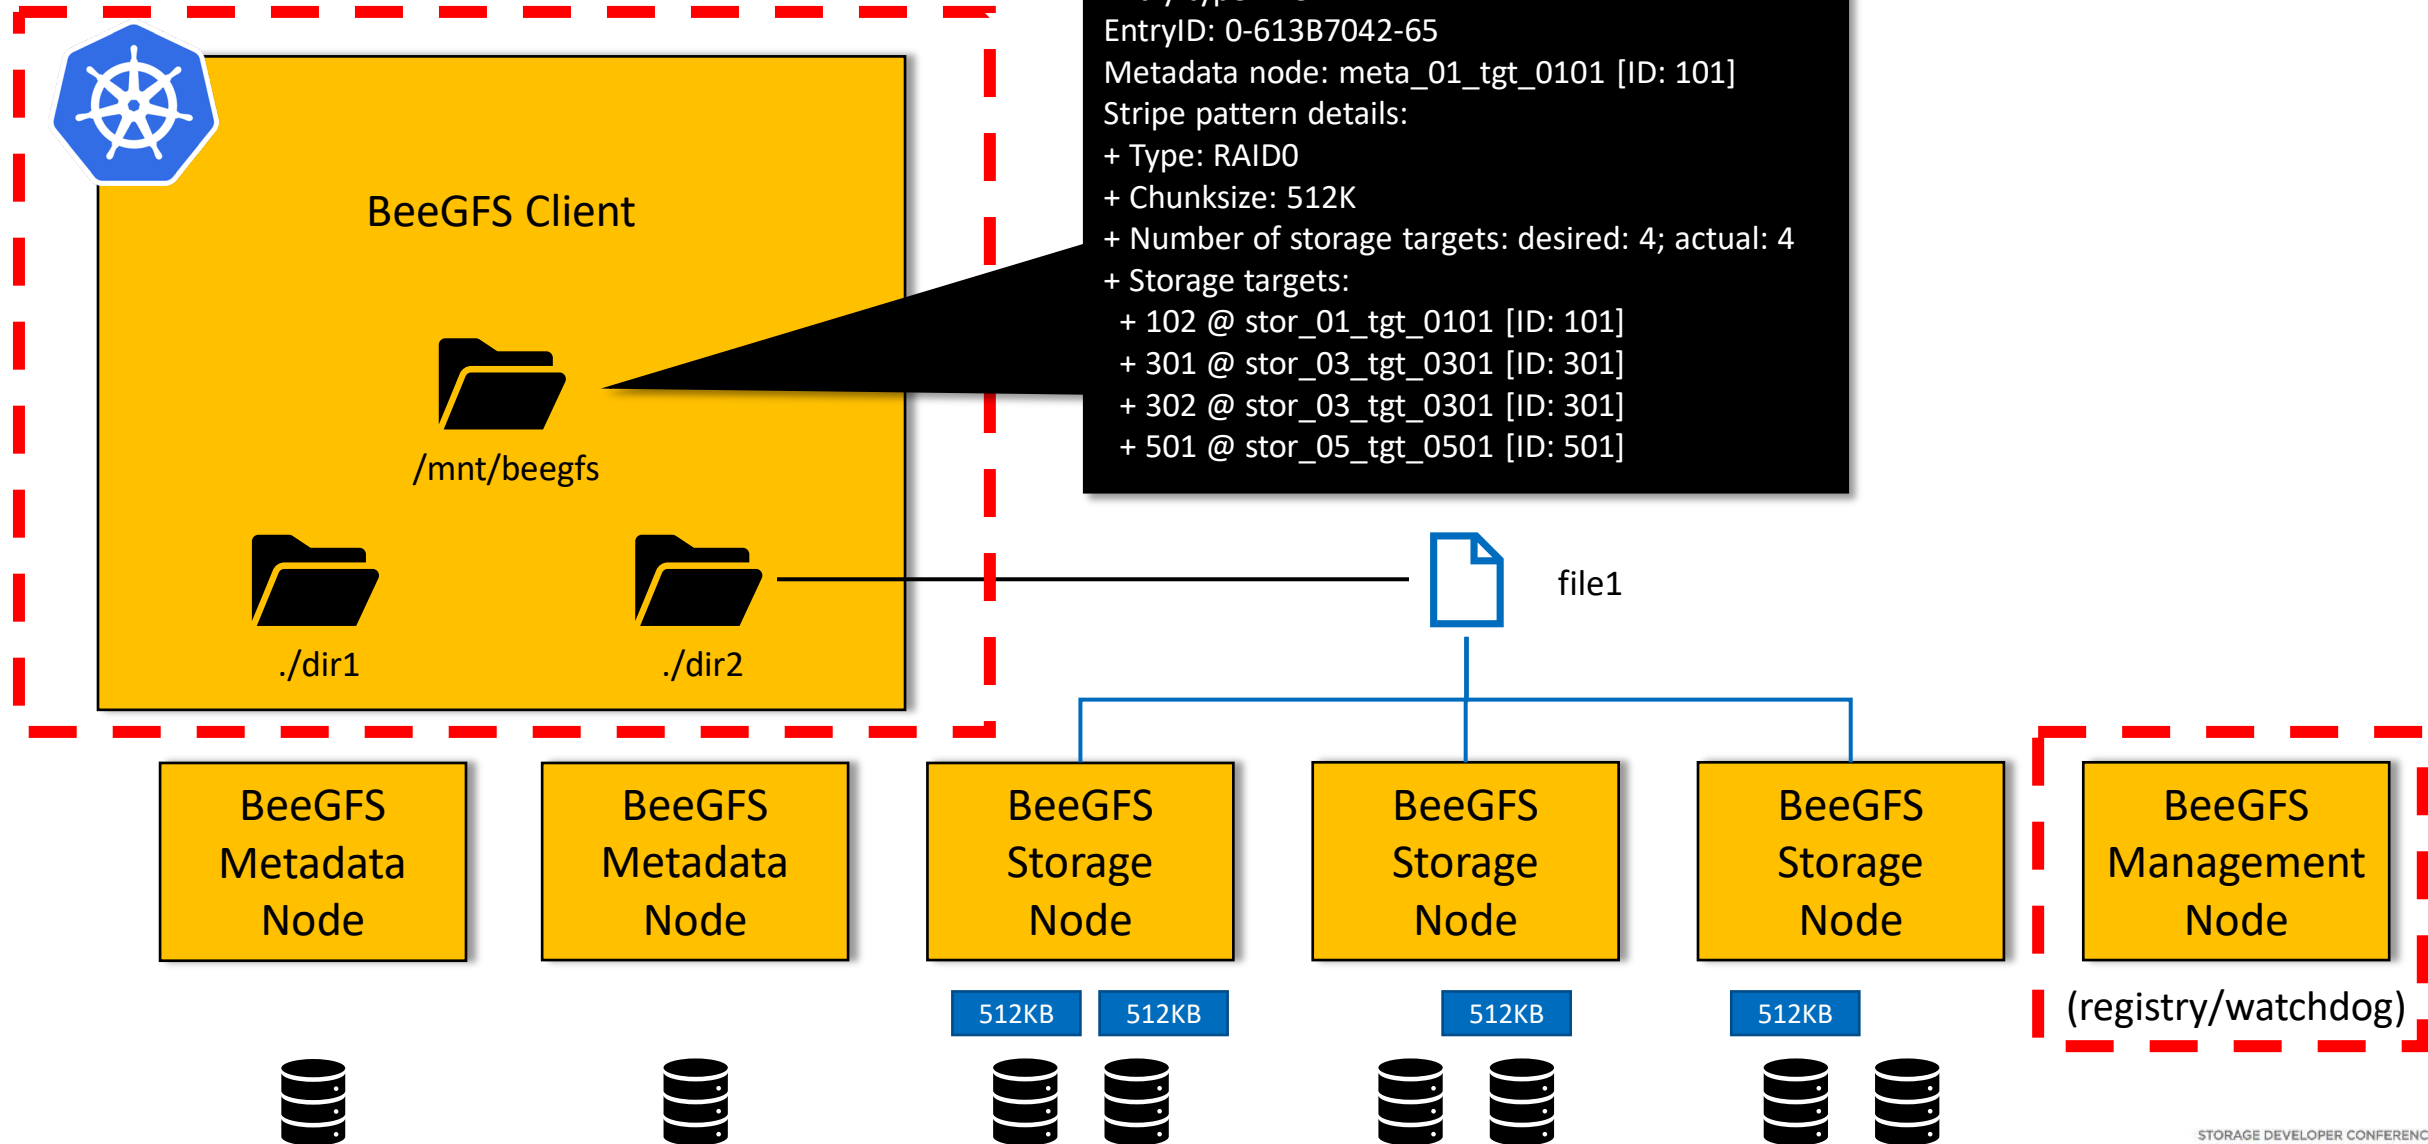 EntryID: 0-613B7042-65
Metadata node: meta_01_tgt_0101 [ID: 101]
Stripe pattern details:
+ Type: RAID0
+ Chunksize: 512K
+ Number of storage targets: desired: 4; actual: 4
+ Storage targets:
+ 102 @ stor_01_tgt_0101 [ID: 101]
+ 301 @ stor_03_tgt_0301 [ID: 301]
+ 302 @ stor_03_tgt_0301 [ID: 301]
+ 501 @ stor_05_tgt_0501 [ID: 501]
BeeGFS Client
/mnt/beegfs
./dir1
./dir2
file1
BeeGFS
Metadata
Node
BeeGFS
Metadata
Node
BeeGFS
Storage
Node
BeeGFS
Storage
Node
BeeGFS
Storage
Node
BeeGFS
Management
Node
512KB
512KB
512KB
512KB
(registry/watchdog)
STORAGE DEVELOPER CONFERENC